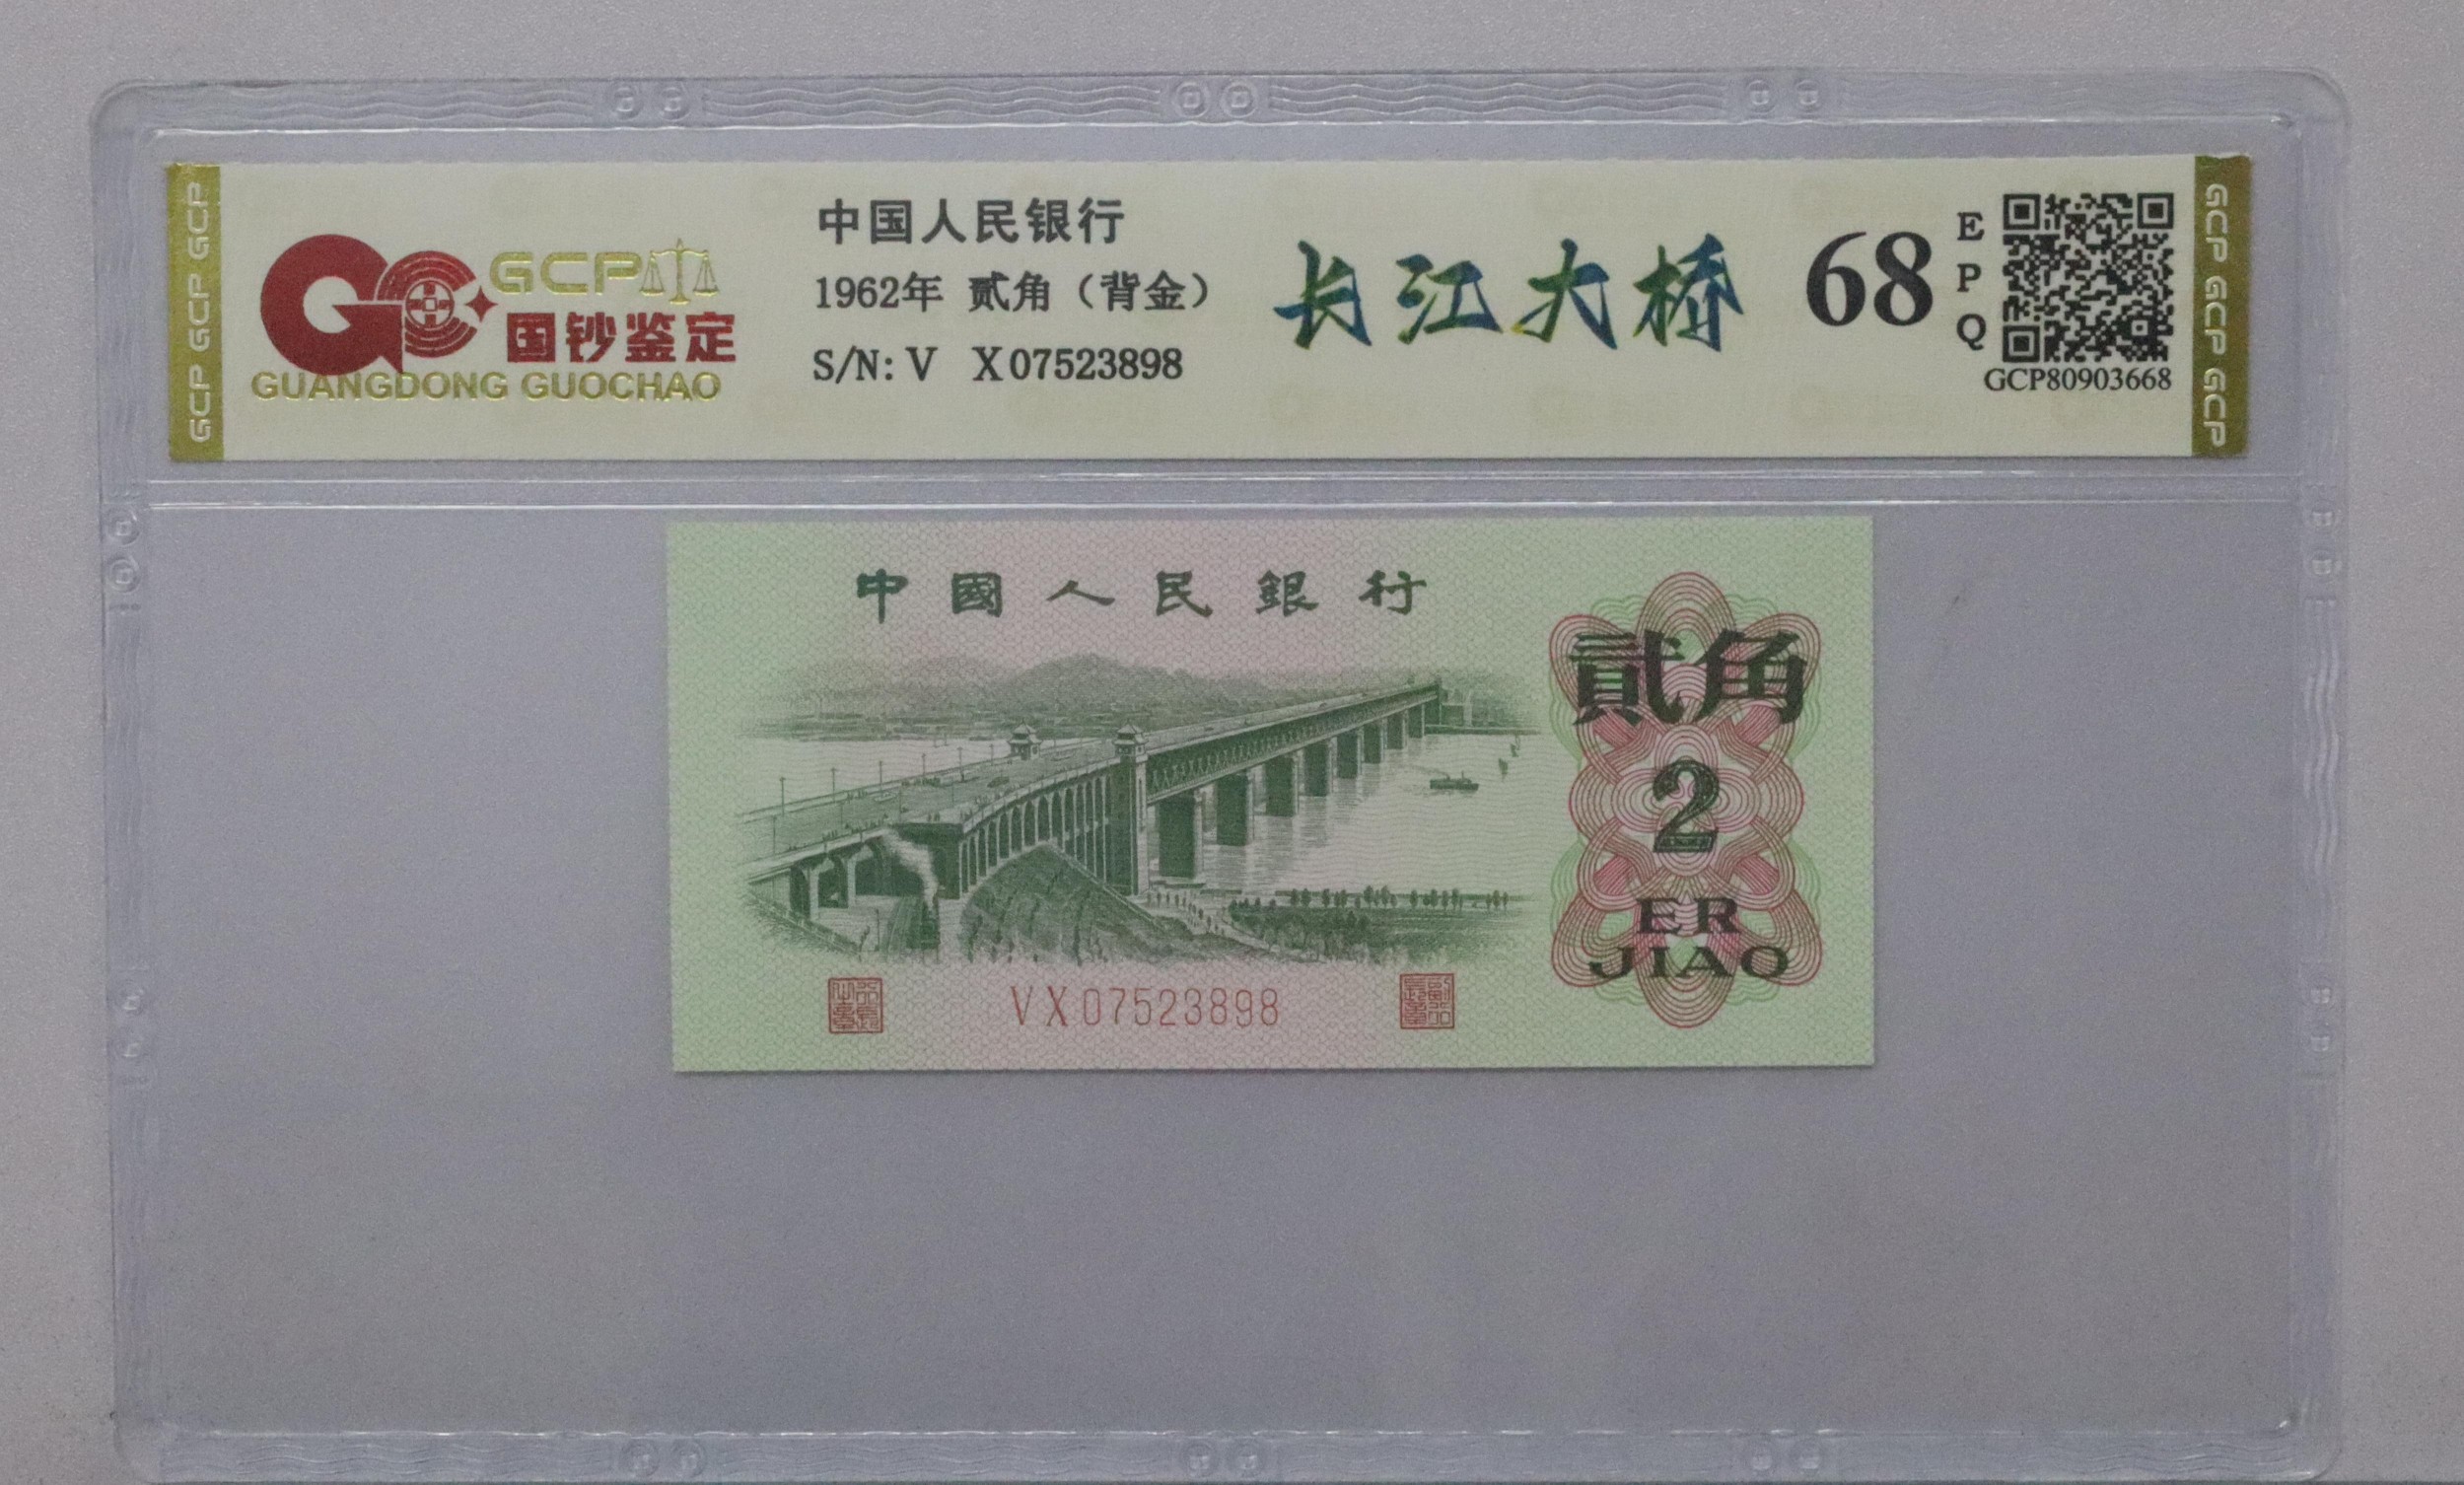 GCP GCP GCP
GCP
国钞鉴定
GUANGDONG GUOCHAO
中国人民银行
1962年 贰角（背金）
S/N: V X07523898
长江大桥
68
E
P
Q
GCP80903668
GCP GCP GCP
中國人民銀行
貳角
2
ER
JIAO
VX07523898